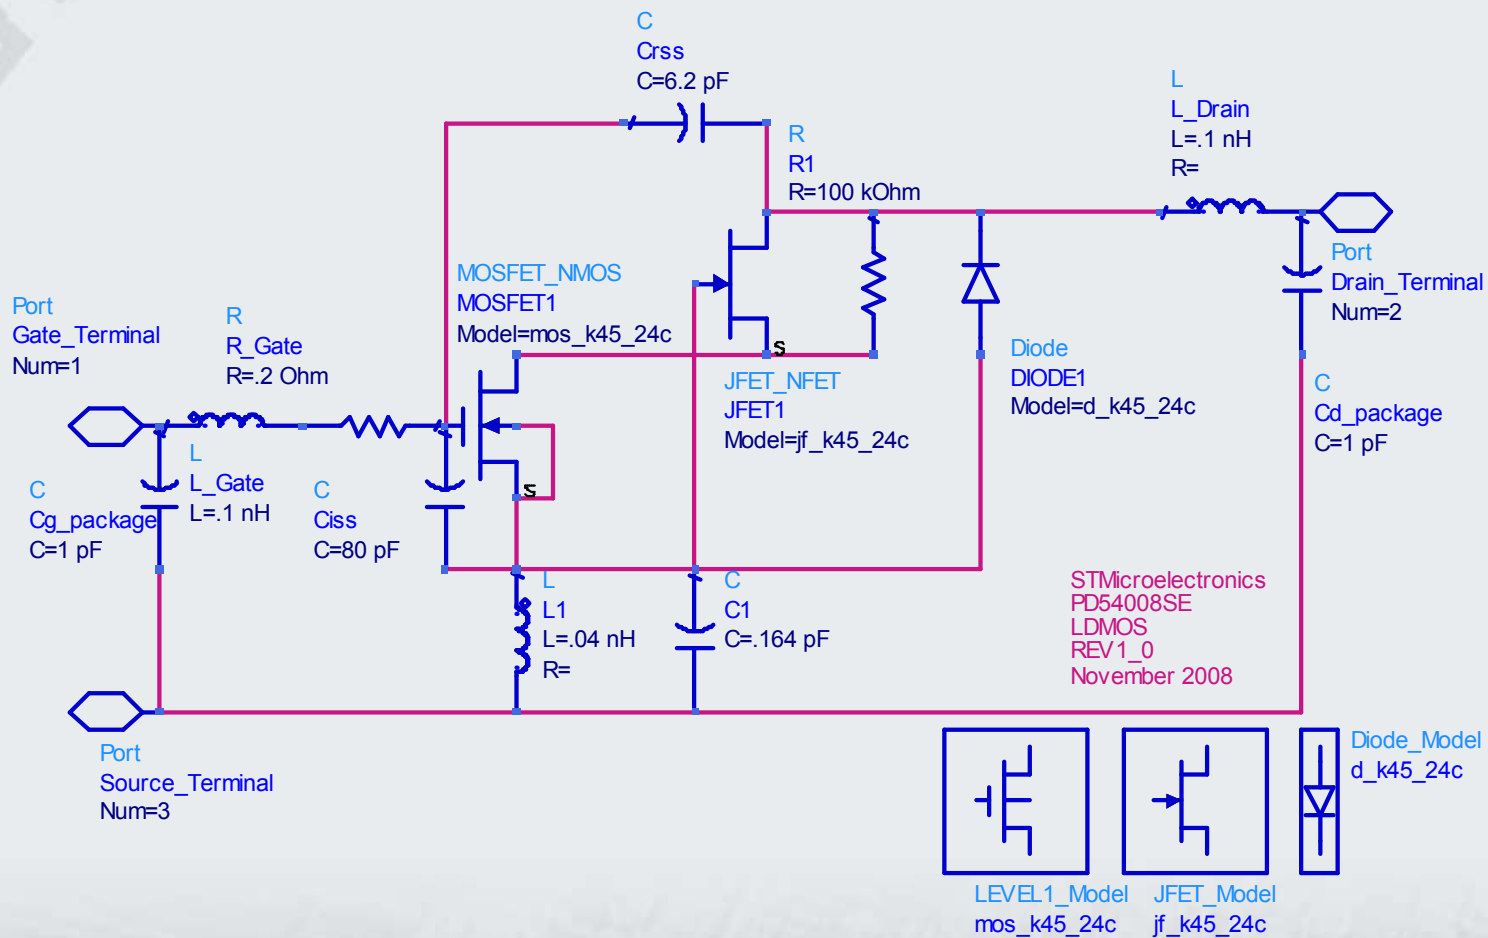 C
Crss
C=6.2 pF
L
L_Drain
L=.1 nH
R=
R
R1
R=100 kOhm
MOSFET_NMOS
MOSFET1
Model=mos_k45_24c
Port
Gate_Terminal
Num=1
R
R_Gate
R=.2 Ohm
Port
Drain_Terminal
Num=2
S
JFET_NFET
JFET1
Model=jf_k45_24c
Diode
DIODE1
Model=d_k45_24c
C
Cd_package
C=1 pF
L
L_Gate
L=.1 nH
C
Cg_package
C=1 pF
C
Ciss
C=80 pF
S
L
L1
L=.04 nH
R=
C
C1
C=.164 pF
STMicroelectronics
PD54008SE
LDMOS
REV1_0
November 2008
Port
Source_Terminal
Num=3
LEVEL1_Model
mos_k45_24c
JFET_Model
jf_k45_24c
Diode_Model
d_k45_24c